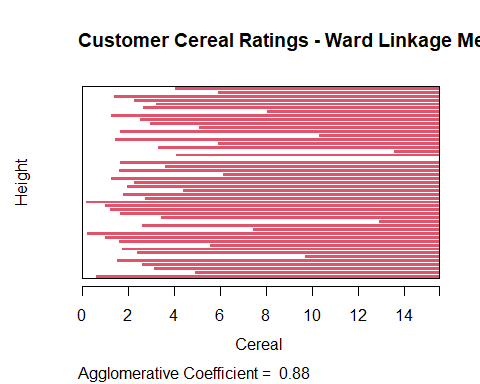 Customer Cereal Ratings - Ward Linkage Me
Height
0 2 4 6 8 10 12 14
Cereal
Agglomerative Coefficient = 0.88